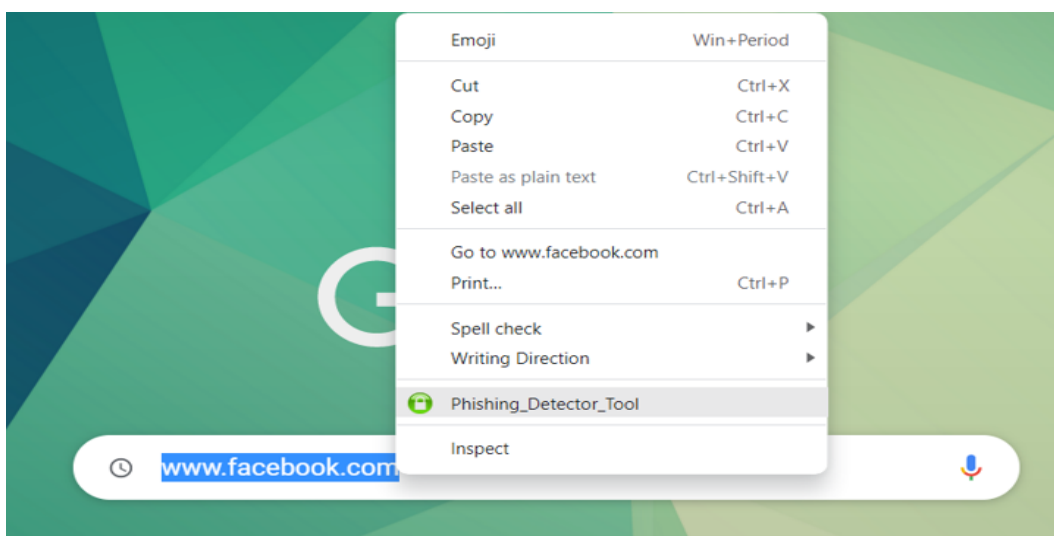 Emoji Win+Period
Cut Ctrl+X
Copy Ctrl+C
Paste Ctrl+V
Paste as plain text Ctrl+Shift+V
Select all Ctrl+A
Go to www.facebook.com
Print... Ctrl+P
Spell check
Writing Direction
Phishing_Detector_Tool
Inspect
G
www.facebook.com